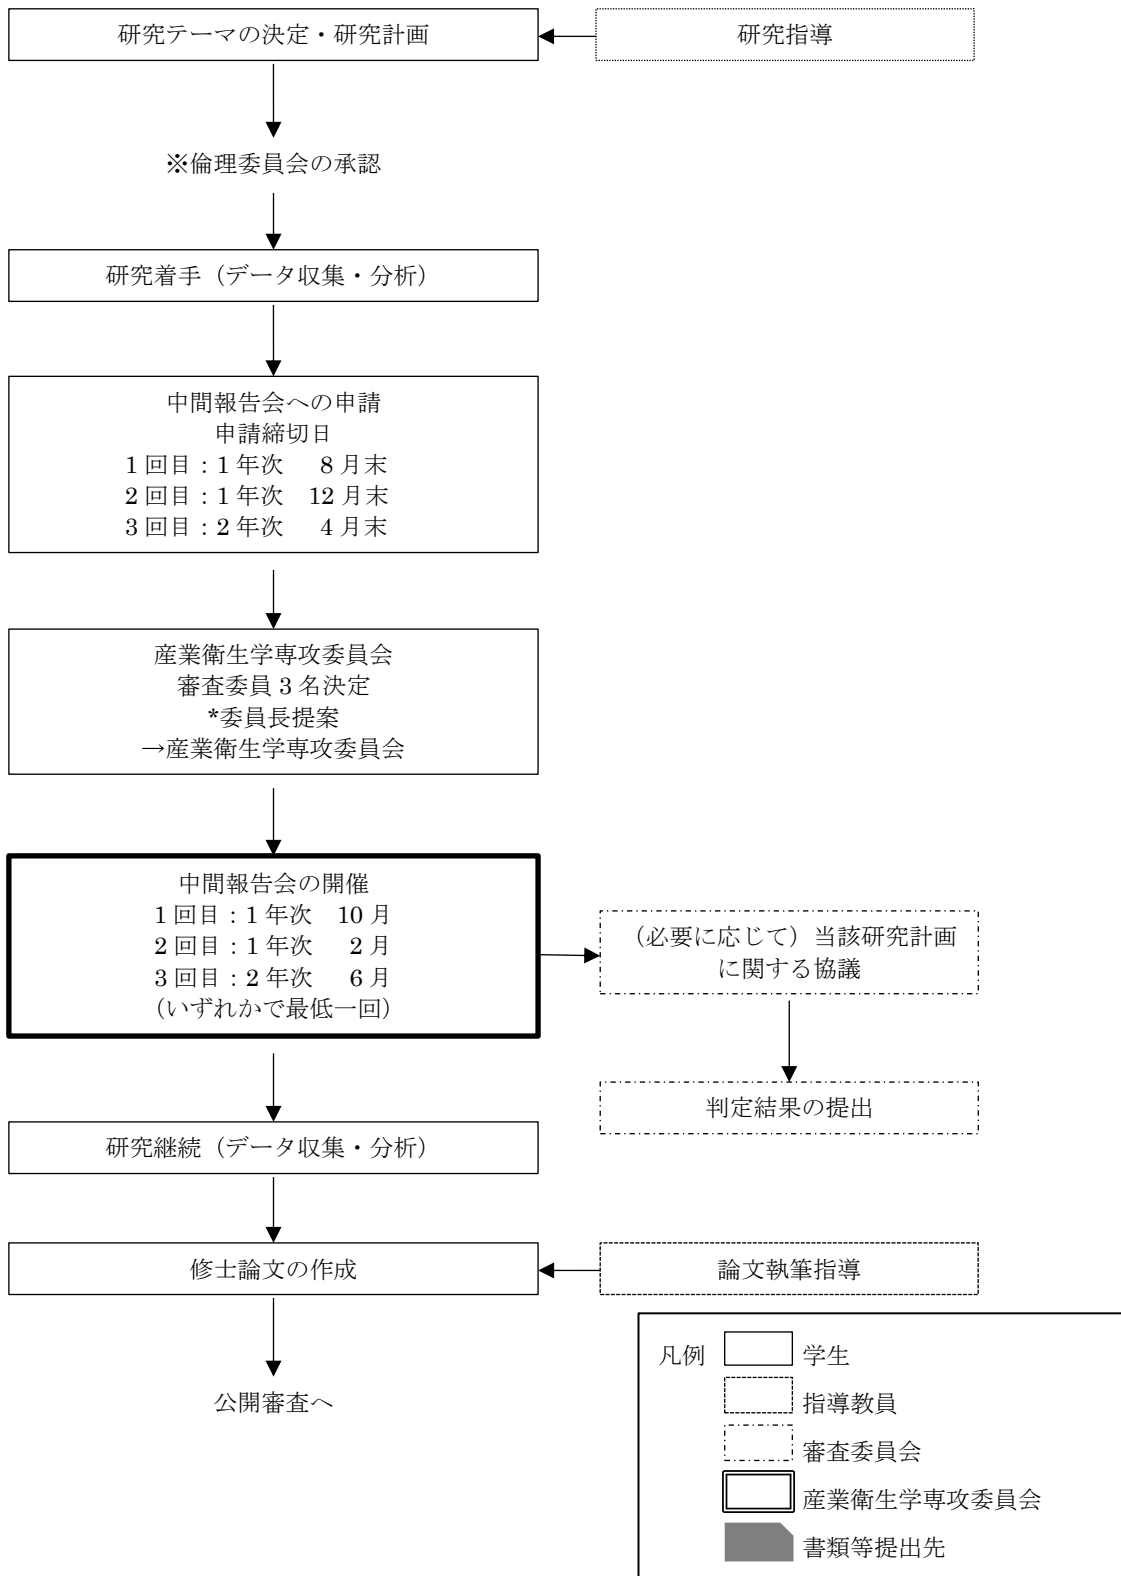 研究テーマの決定・研究計画
研究指導
※倫理委員会の承認
研究着手（データ収集・分析）
中間報告会への申請
申請締切日
1回目：1年次　8月末
2回目：1年次　12月末
3回目：2年次　4月末
産業衛生学専攻委員会
審査委員3名決定
*委員長提案
→産業衛生学専攻委員会
中間報告会の開催
1回目：1年次　10月
2回目：1年次　2月
3回目：2年次　6月
（いずれかで最低一回）
（必要に応じて）当該研究計画
に関する協議
判定結果の提出
研究継続（データ収集・分析）
修士論文の作成
論文執筆指導
公開審査へ
凡例　学生
指導教員
審査委員会
産業衛生学専攻委員会
書類等提出先